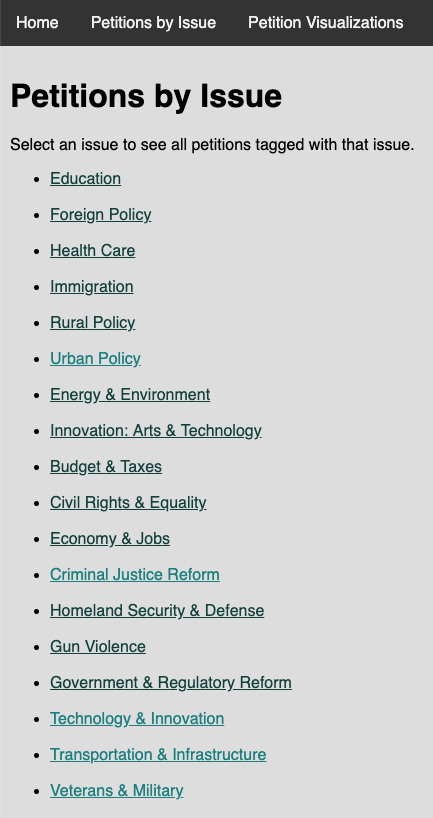 Home Petitions by Issue Petition Visualizations
Petitions by Issue
Select an issue to see all petitions tagged with that issue.
• Education
• Foreign Policy
• Health Care
• Immigration
• Rural Policy
• Urban Policy
• Energy & Environment
• Innovation: Arts & Technology
• Budget & Taxes
• Civil Rights & Equality
• Economy & Jobs
• Criminal Justice Reform
• Homeland Security & Defense
• Gun Violence
• Government & Regulatory Reform
• Technology & Innovation
• Transportation & Infrastructure
• Veterans & Military